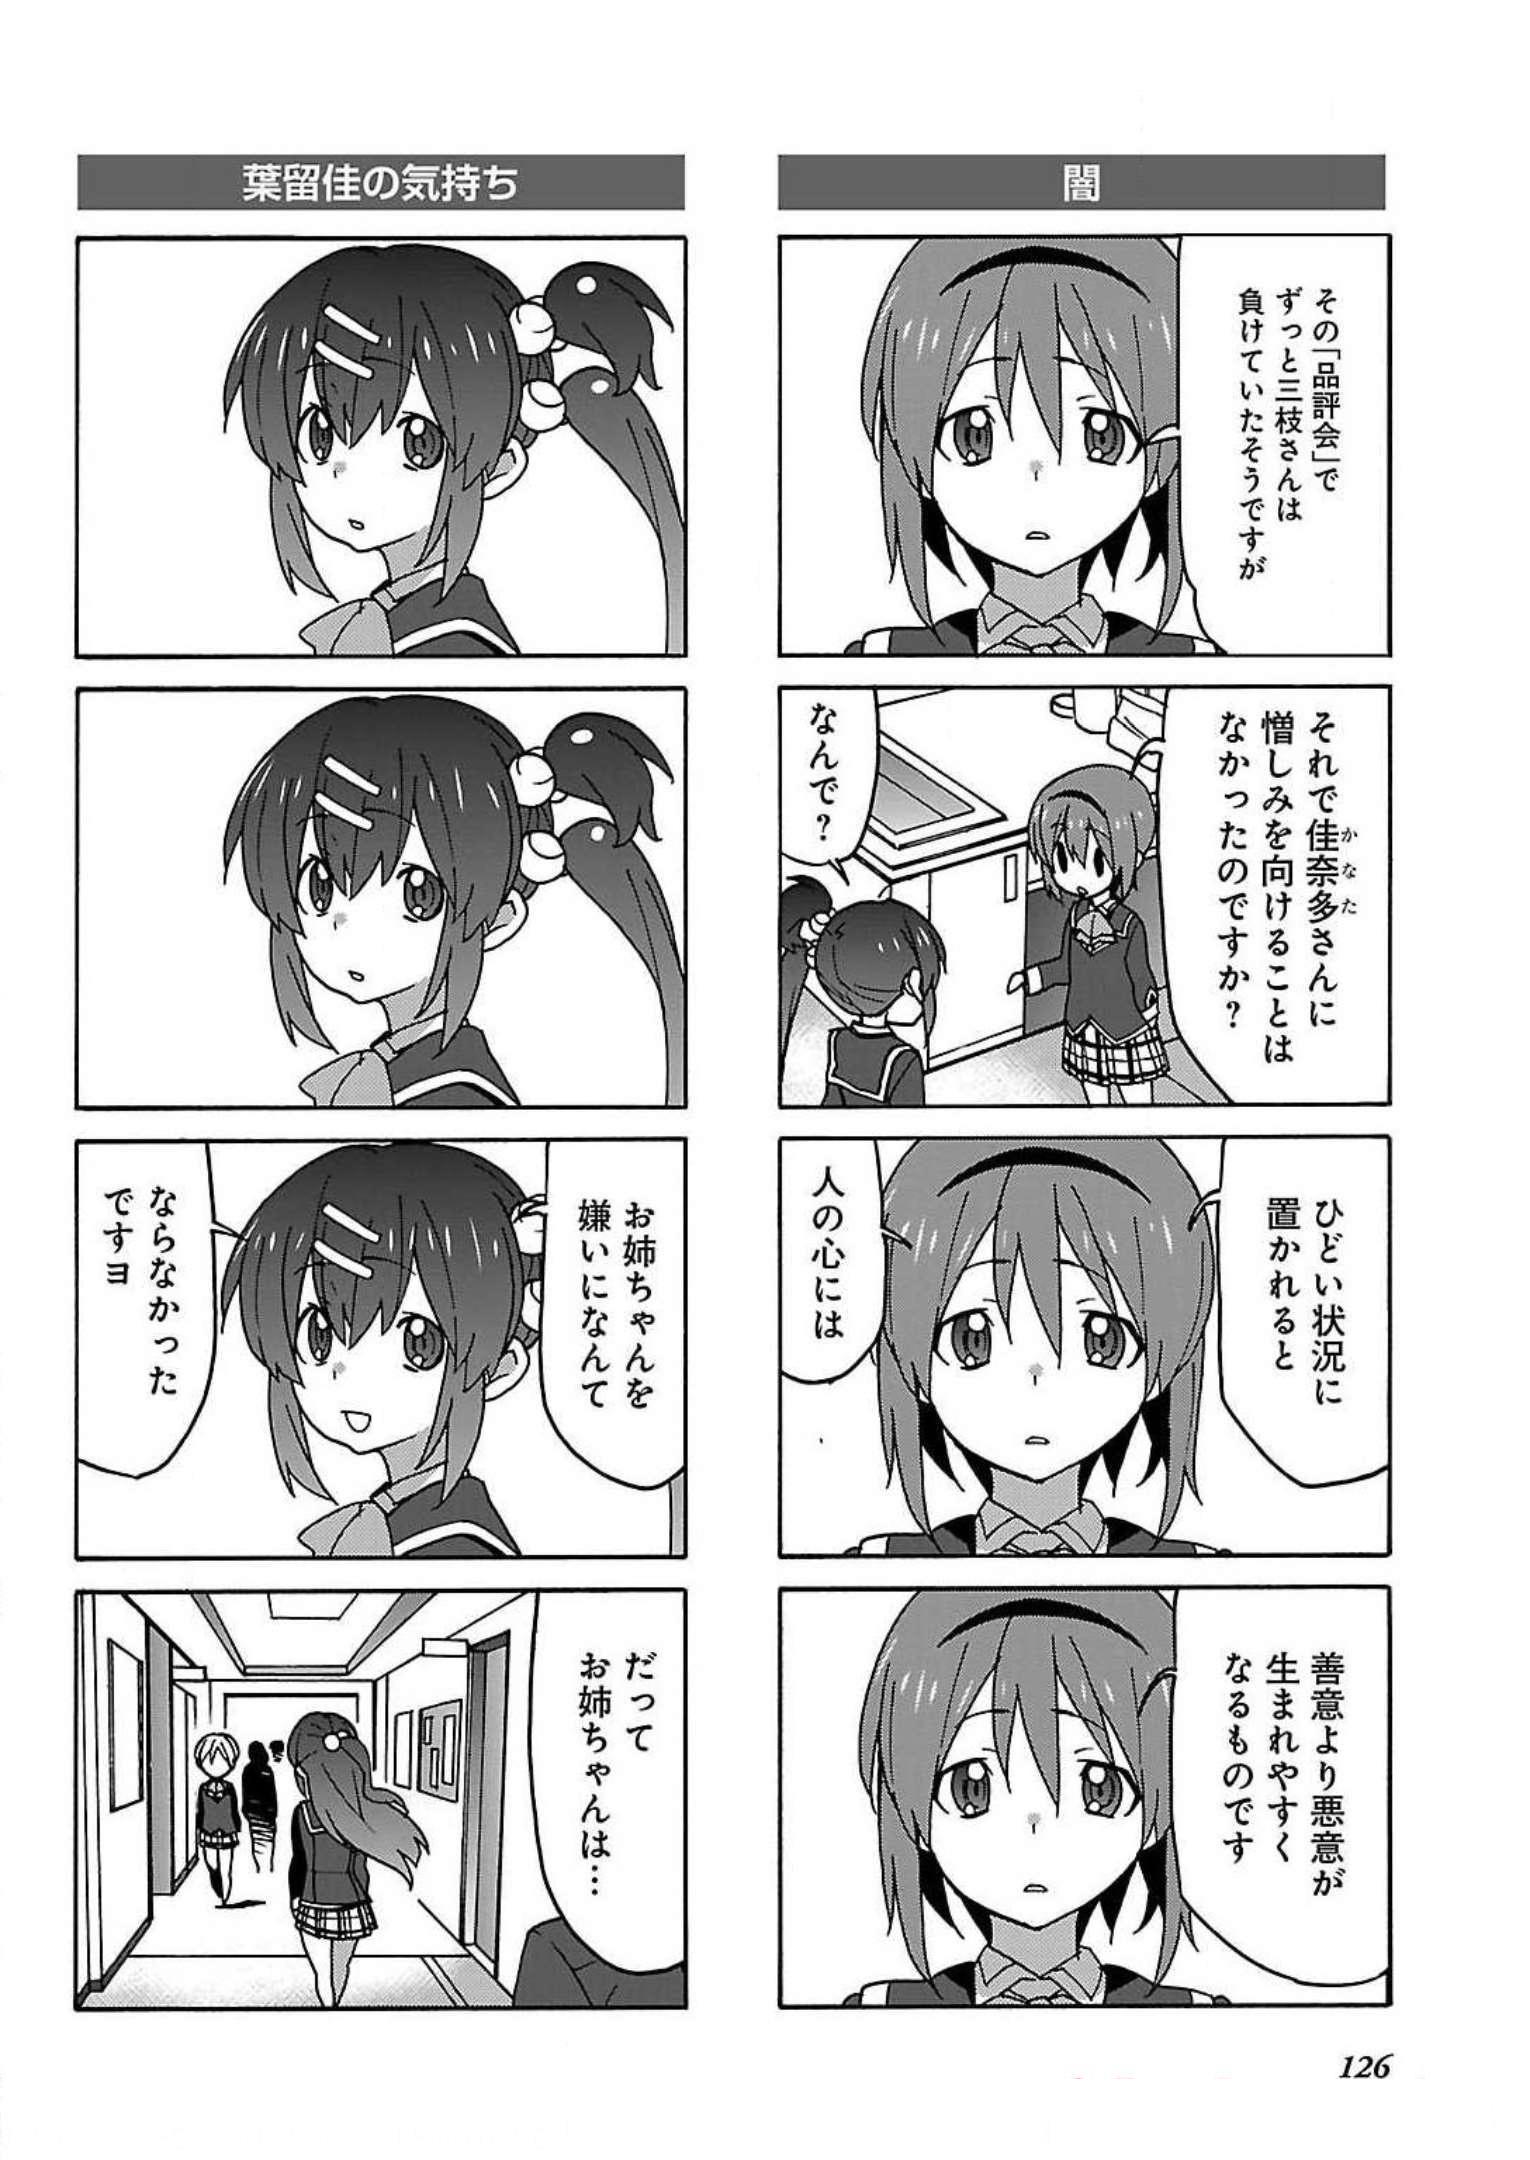 闇
その「品評会」で
ずっと三枝さんは
負けていたそうですが
それで佳奈多さんに
かなた
憎しみを向けることは
なかったのですか？
なんで？
ひどい状況に
置かれると
人の心には
善意より悪意が
生まれやすく
なるものです
葉留佳の気持ち
お姉ちゃんを
嫌いになんて
ならなかった
ですヨ
だって
お姉ちゃんは…
126